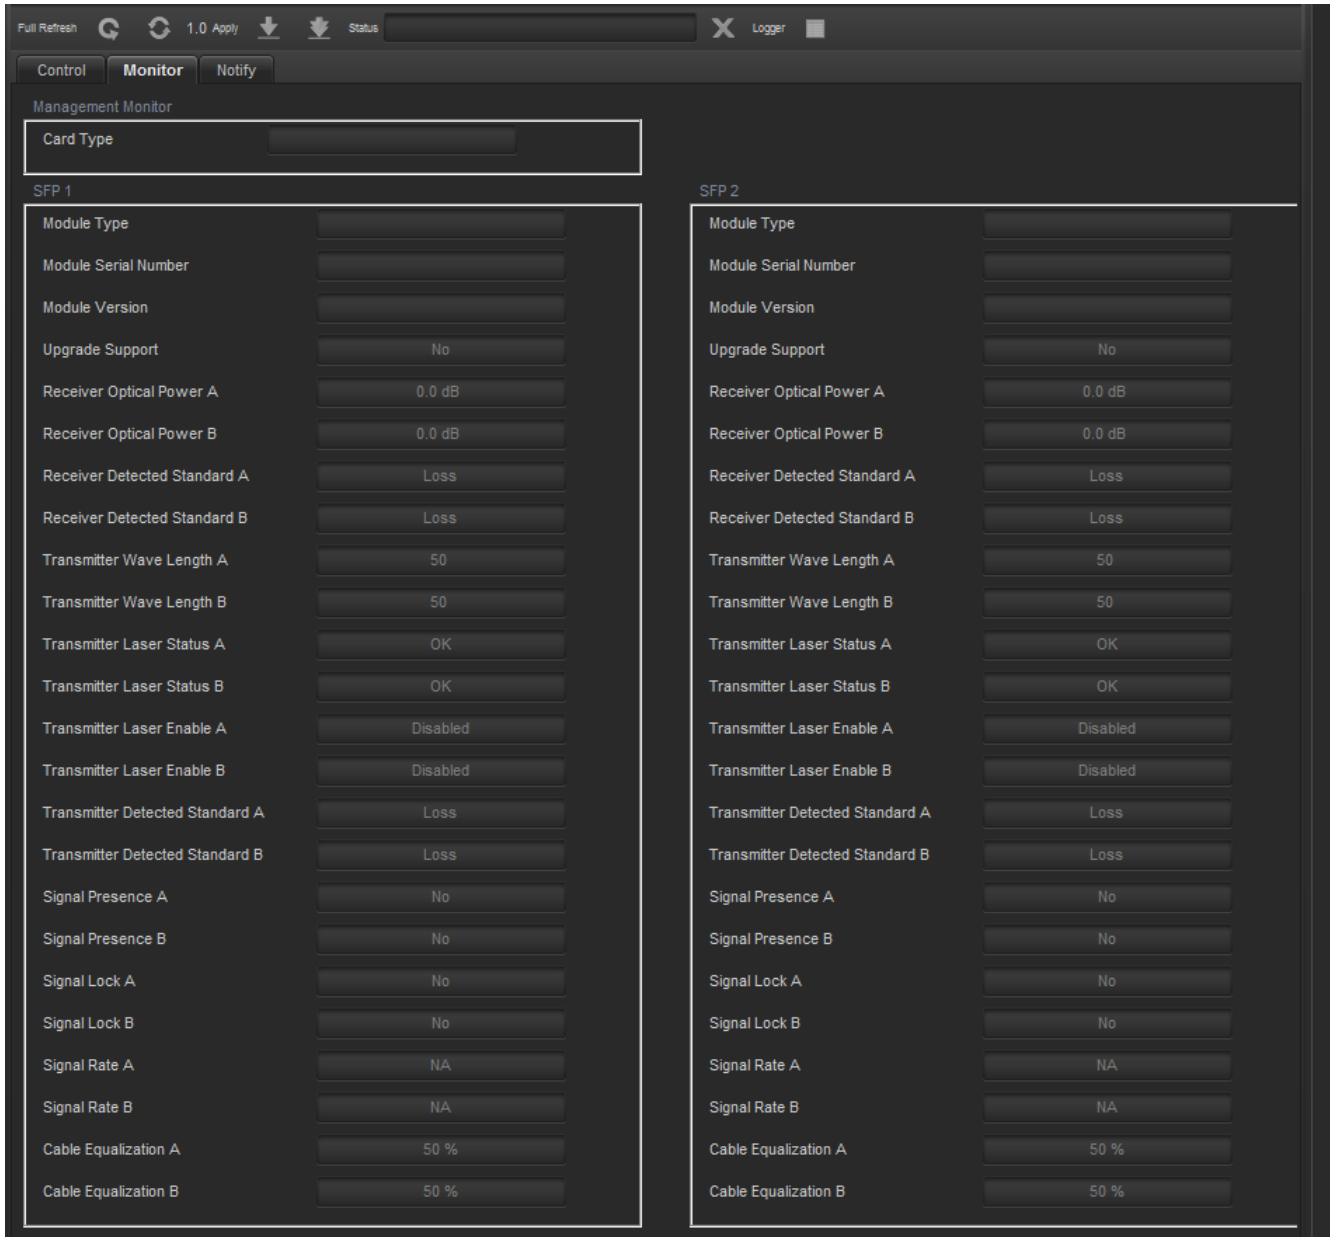 Full Refresh 1.0 Apply Status Logger
Control Monitor Notify
Management Monitor
Card Type
SFP 1
Module Type
Module Serial Number
Module Version
Upgrade Support No
Receiver Optical Power A 0.0 dB
Receiver Optical Power B 0.0 dB
Receiver Detected Standard A Loss
Receiver Detected Standard B Loss
Transmitter Wave Length A 50
Transmitter Wave Length B 50
Transmitter Laser Status A OK
Transmitter Laser Status B OK
Transmitter Laser Enable A Disabled
Transmitter Laser Enable B Disabled
Transmitter Detected Standard A Loss
Transmitter Detected Standard B Loss
Signal Presence A No
Signal Presence B No
Signal Lock A No
Signal Lock B No
Signal Rate A NA
Signal Rate B NA
Cable Equalization A 50 %
Cable Equalization B 50 %
SFP 2
Module Type
Module Serial Number
Module Version
Upgrade Support No
Receiver Optical Power A 0.0 dB
Receiver Optical Power B 0.0 dB
Receiver Detected Standard A Loss
Receiver Detected Standard B Loss
Transmitter Wave Length A 50
Transmitter Wave Length B 50
Transmitter Laser Status A OK
Transmitter Laser Status B OK
Transmitter Laser Enable A Disabled
Transmitter Laser Enable B Disabled
Transmitter Detected Standard A Loss
Transmitter Detected Standard B Loss
Signal Presence A No
Signal Presence B No
Signal Lock A No
Signal Lock B No
Signal Rate A NA
Signal Rate B NA
Cable Equalization A 50 %
Cable Equalization B 50 %